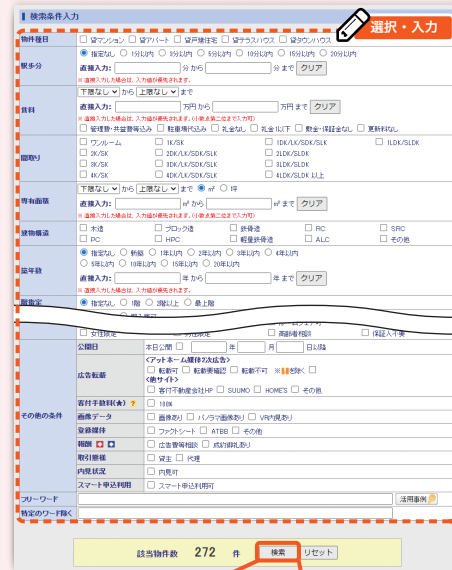 検索条件入力
選択・入力
物件種目 貸マンション 貸アパート 貸戸建住宅 貸テラスハウス 貸タウンハウス
駅歩分 指定なし 1分以内 3分以内 5分以内 10分以内 15分以内 20分以内
直接入力: 分から 分まで クリア
※ 直接入力した場合は、入力値が優先されます。
賃料 下限なし から 上限なし まで
直接入力: 万円から 万円まで クリア
※ 直接入力した場合は、入力値が優先されます。(小数点第二位まで入力可)
管理費・共益費等込み 駐車場代込み 礼金なし 礼金1以下 敷金・保証金なし 更新料なし
間取り ワンルーム 1K/SK 1DK/LK/SDK/SLK 1LDK/SLDK
2K/SK 2DK/LK/SDK/SLK 2LDK/SLDK
3K/SK 3DK/LK/SDK/SLK 3LDK/SLDK
4K/SK 4DK/LK/SDK/SLK 4LDK/SLDK 以上
専有面積 下限なし から 上限なし まで ㎡ 坪
直接入力: ㎡から ㎡まで クリア
※ 直接入力した場合は、入力値が優先されます。(小数点第二位まで入力可)
建物構造 木造 ブロック造 鉄骨造 RC SRC
PC HPC 軽量鉄骨造 ALC その他
築年数 指定なし 新築 1年以内 2年以内 3年以内 4年以内
5年以内 10年以内 15年以内 20年以内
直接入力: 年から 年まで クリア
※ 直接入力した場合は、入力値が優先されます。
階指定 指定なし 1階 2階以上 最上階
女性限定 男性限定 高齢者相談 保証人不要
その他の条件
公開日 本日公開 年 月 日以降
広告転載 <アットホーム媒体2次広告>
転載可 転載要確認 転載不可 ※を除く
<他サイト>
客付不動産会社HP SUUMO HOME'S その他
客付手数料(★) ? 100%
画像データ 画像あり パノラマ画像あり VR内見あり
登録媒体 ファクトシート ATBB その他
報酬 広告費等相談 成約御礼あり
取引態様 貸主 代理
内見状況 内見可
スマート申込利用 スマート申込利用可
フリーワード 活用事例
特定のワード除く
該当物件数 272 件 検索 リセット